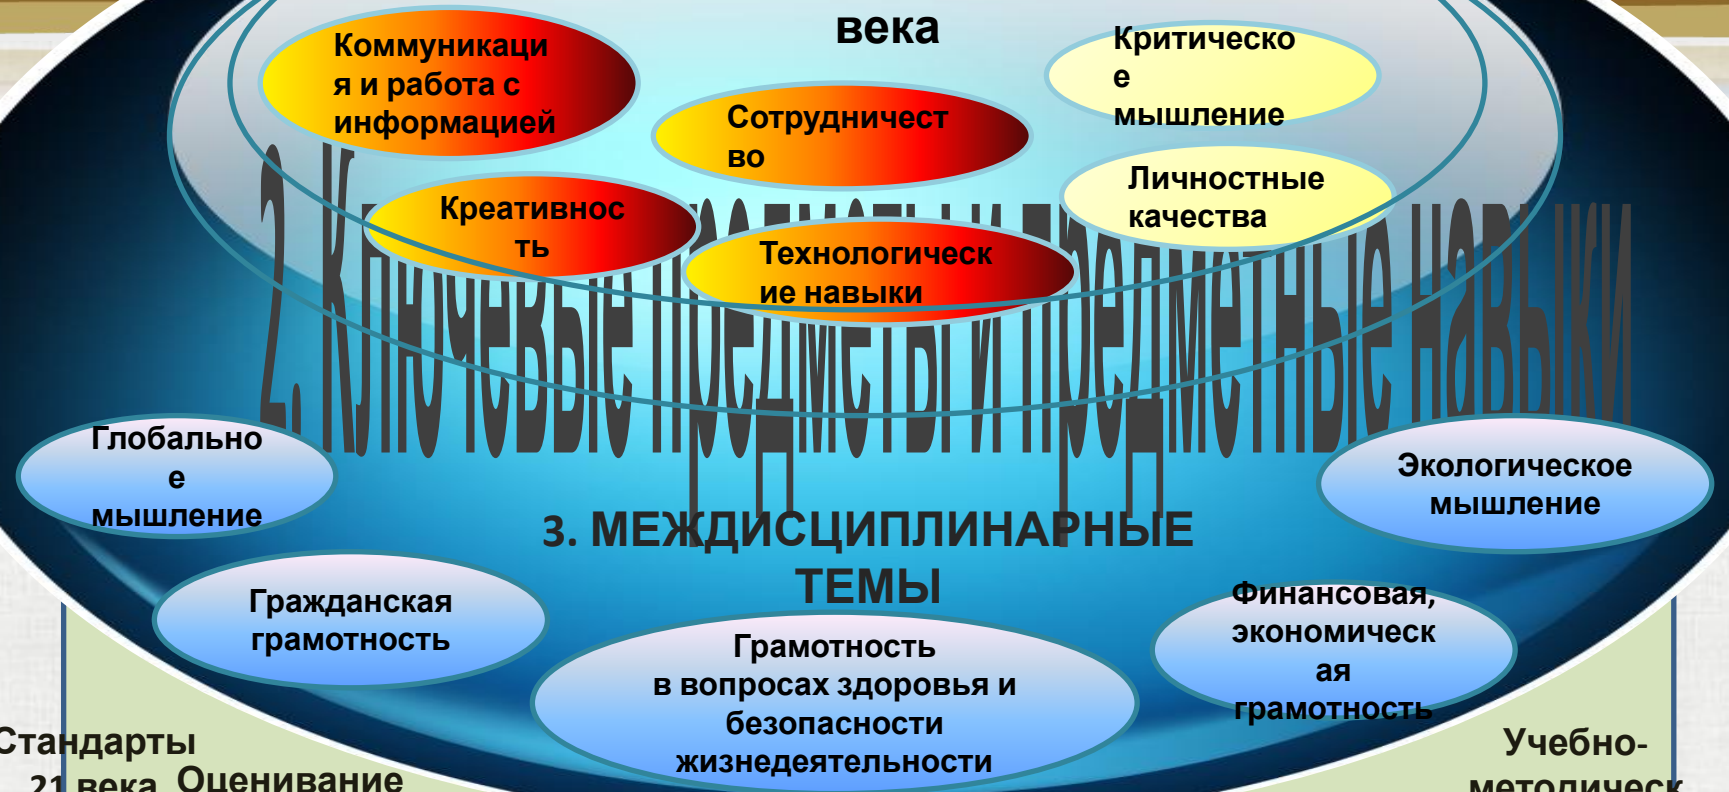 века
Коммуникаци
я и работа с
информацией
Сотрудничест
во
Критическо
е
мышление
Креативнос
ть
Технологическ
ие навыки
Личностные
качества
2. Ключевые предметы и предметные навыки
Глобально
е
мышление
Экологическое
мышление
3. МЕЖДИСЦИПЛИНАРНЫЕ
ТЕМЫ
Гражданская
грамотность
Грамотность
в вопросах здоровья и
безопасности
жизнедеятельности
Финансовая,
экономическ
ая
грамотность
Стандарты
21 века
Оценивание
Учебно-
методическ